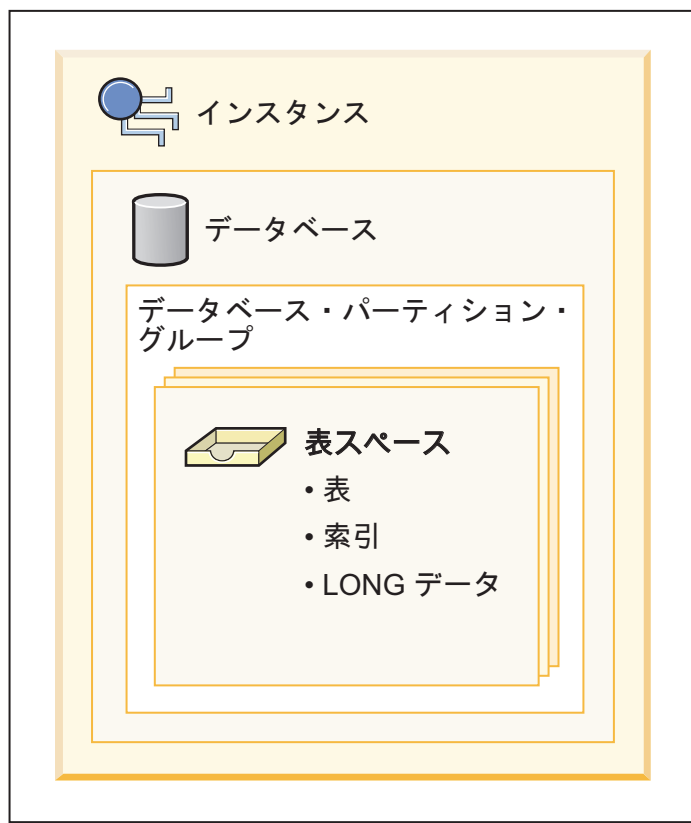 インスタンス
データベース
データベース・パーティション・
グループ
表スペース
• 表
• 索引
• LONG データ